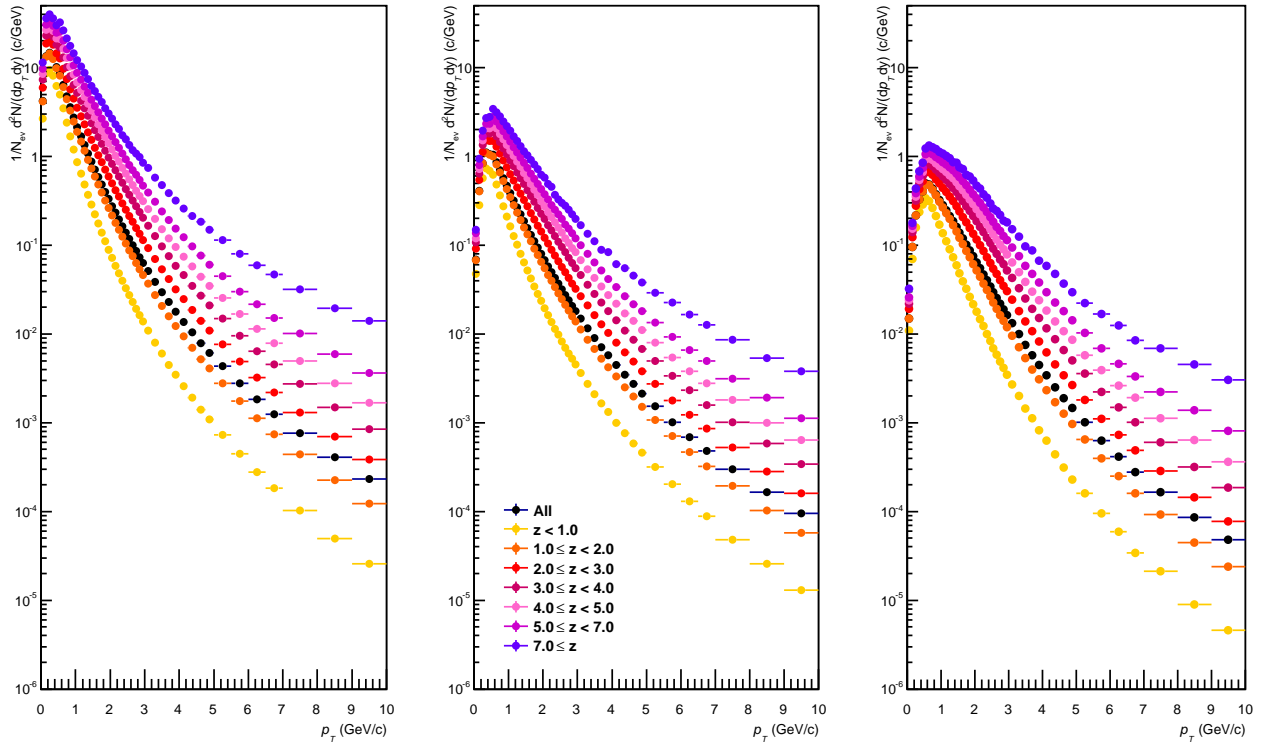 1/N_ev d²N/(dp_T dy) (c/GeV)
10
1
10⁻¹
10⁻²
10⁻³
10⁻⁴
10⁻⁵
10⁻⁶
0 1 2 3 4 5 6 7 8 9 10
p_T (GeV/c)
1/N_ev d²N/(dp_T dy) (c/GeV)
10
1
10⁻¹
10⁻²
10⁻³
10⁻⁴
10⁻⁵
10⁻⁶
All
z < 1.0
1.0 ≤ z < 2.0
2.0 ≤ z < 3.0
3.0 ≤ z < 4.0
4.0 ≤ z < 5.0
5.0 ≤ z < 7.0
7.0 ≤ z
0 1 2 3 4 5 6 7 8 9 10
p_T (GeV/c)
1/N_ev d²N/(dp_T dy) (c/GeV)
10
1
10⁻¹
10⁻²
10⁻³
10⁻⁴
10⁻⁵
10⁻⁶
0 1 2 3 4 5 6 7 8 9 10
p_T (GeV/c)